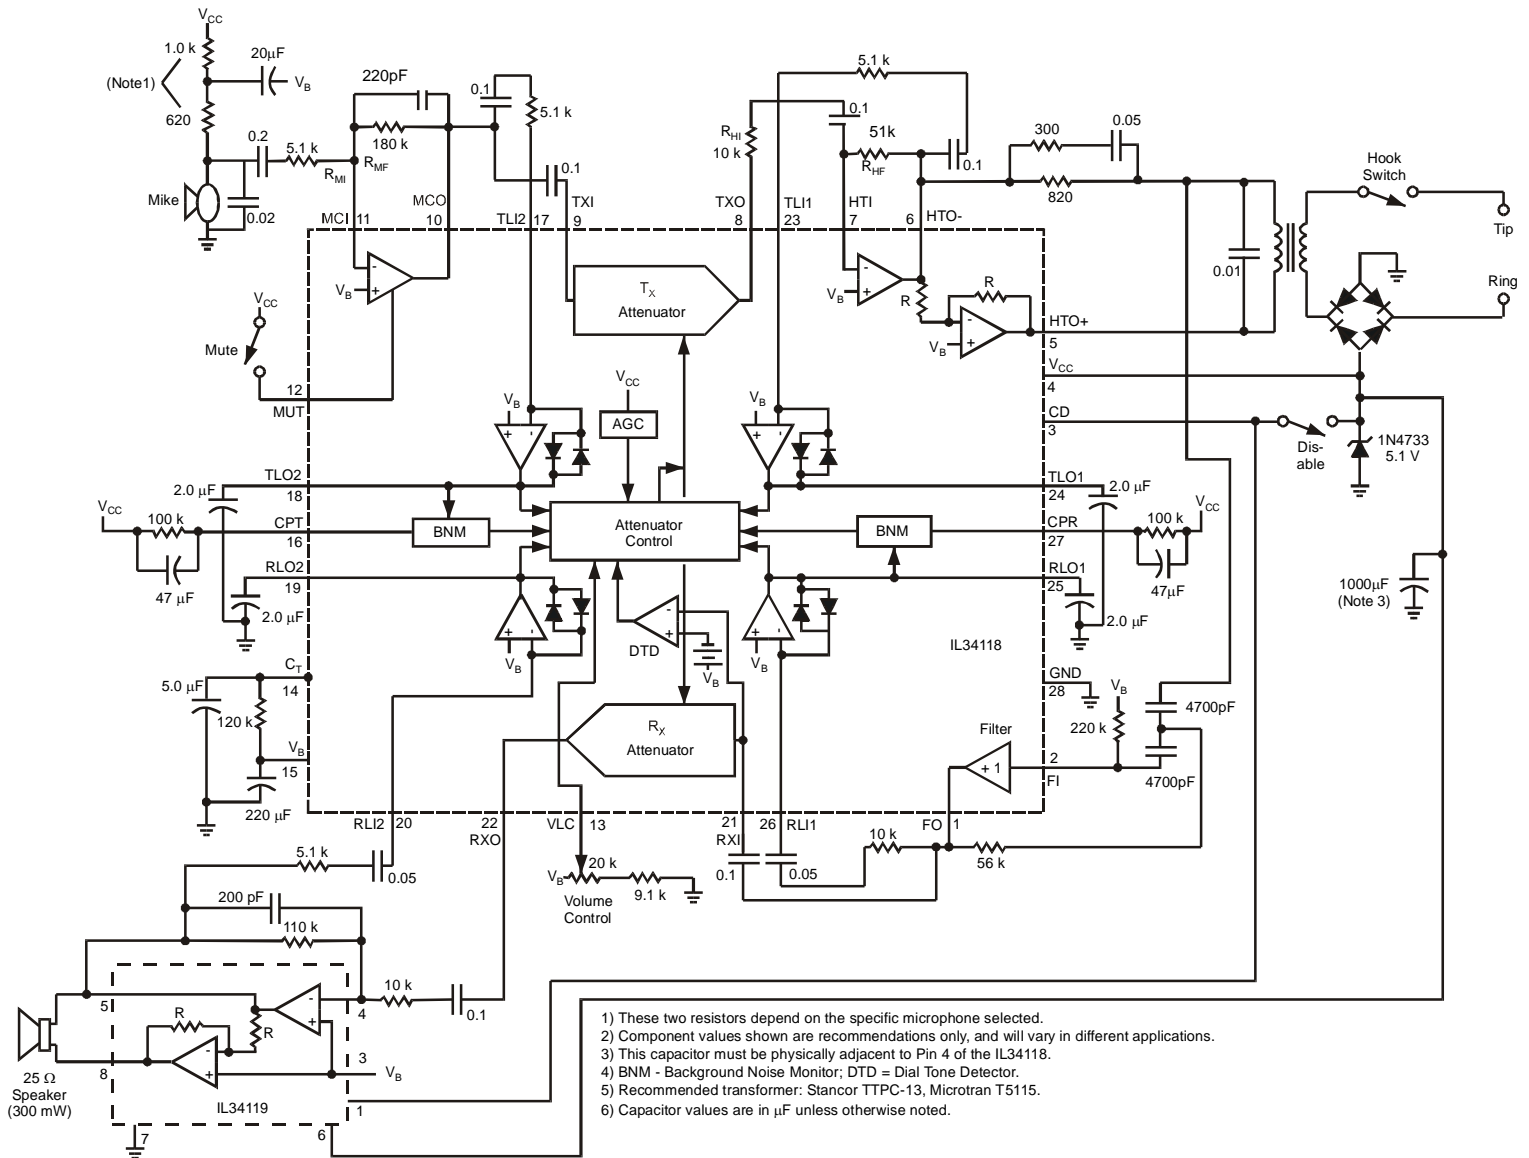 VCC
1.0 k
(Note1)
620
20µF
VB
0.2
5.1 k
RMI
Mike
0.02
220pF
180 k
RMF
0.1
5.1 k
0.1
MCI
11
MCO
10
TLI2
17
TXI
9
RHI
10 k
TXO
8
5.1 k
TLI1
23
0.1
51k
RHF
0.1
HTI
7
6
HTO-
300
0.05
820
0.01
Hook
Switch
Tip
Ring
VCC
Mute
12
MUT
-
+
VB
TX
Attenuator
-
+
VB
R
R
-
+
VB
HTO+
5
VCC
4
CD
3
Dis-
able
1N4733
5.1 V
VB
+
-
VCC
AGC
VB
+
-
TLO2
18
2.0 µF
VCC
100 k
CPT
16
47 µF
BNM
Attenuator
Control
BNM
TLO1
24
2.0 µF
CPR
27
100 k
VCC
47µF
RLO2
19
2.0 µF
RLO1
25
2.0 µF
1000µF
(Note 3)
+
-
VB
DTD
-
+
VB
+
-
VB
IL34118
CT
14
5.0 µF
120 k
VB
15
220 µF
RX
Attenuator
GND
28
VB
220 k
4700pF
4700pF
Filter
+ 1
2
FI
RLI2
20
22
RXO
VLC
13
21
RXI
26
RLI1
FO
1
10 k
56 k
0.1
0.05
5.1 k
0.05
VB
20 k
9.1 k
Volume
Control
200 pF
110 k
10 k
0.1
5
4
R
R
-
+
-
+
3
VB
8
25 Ω
Speaker
(300 mW)
IL34119
1
7
6
1) These two resistors depend on the specific microphone selected.
2) Component values shown are recommendations only, and will vary in different applications.
3) This capacitor must be physically adjacent to Pin 4 of the IL34118.
4) BNM - Background Noise Monitor; DTD = Dial Tone Detector.
5) Recommended transformer: Stancor TTPC-13, Microtran T5115.
6) Capacitor values are in µF unless otherwise noted.